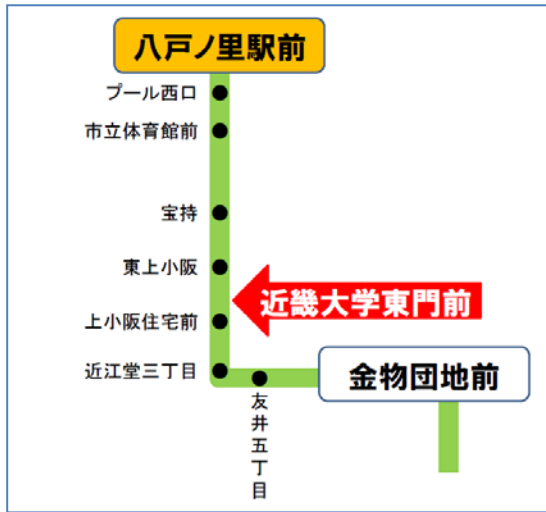 八戸ノ里駅前
プール西口
市立体育館前
宝持
東上小阪
近畿大学東門前
上小阪住宅前
近江堂三丁目
金物団地前
友井五丁目